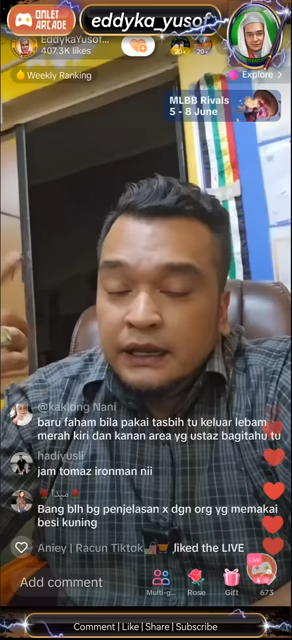 ONLET
ARCADE
eddyka_yusof
EddykaYusof...
407.3K likes
20+
20+
Weekly Ranking
Explore >
MLBB Rivals
5 - 8 June
@kaklong Nani
baru faham bila pakai tasbih tu keluar lebam
merah kiri dan kanan area yg ustaz bagitahu tu
hadiyusli
jam tomaz ironman nii
Bang blh bg penjelasan x dgn org yg memakai
besi kuning
Aniey | Racun Tiktok liked the LIVE
Add comment
Multi-g...
Rose
Gift
673
Comment | Like | Share | Subscribe